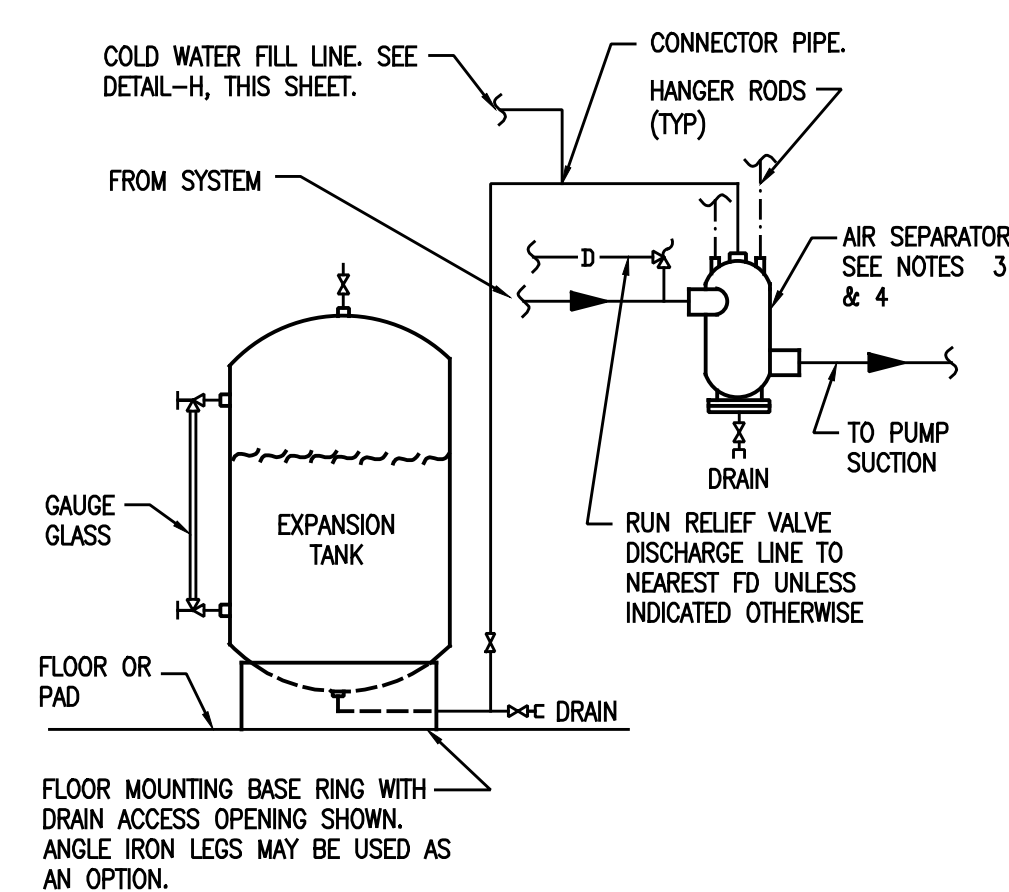 COLD WATER FILL LINE. SEE
DETAIL-H, THIS SHEET.
CONNECTOR PIPE.
HANGER RODS
(TYP)
FROM SYSTEM
D
AIR SEPARATOR
SEE NOTES 3
& 4
TO PUMP
SUCTION
DRAIN
GAUGE
GLASS
EXPANSION
TANK
RUN RELIEF VALVE
DISCHARGE LINE TO
NEAREST FD UNLESS
INDICATED OTHERWISE
FLOOR OR
PAD
DRAIN
FLOOR MOUNTING BASE RING WITH
DRAIN ACCESS OPENING SHOWN.
ANGLE IRON LEGS MAY BE USED AS
AN OPTION.